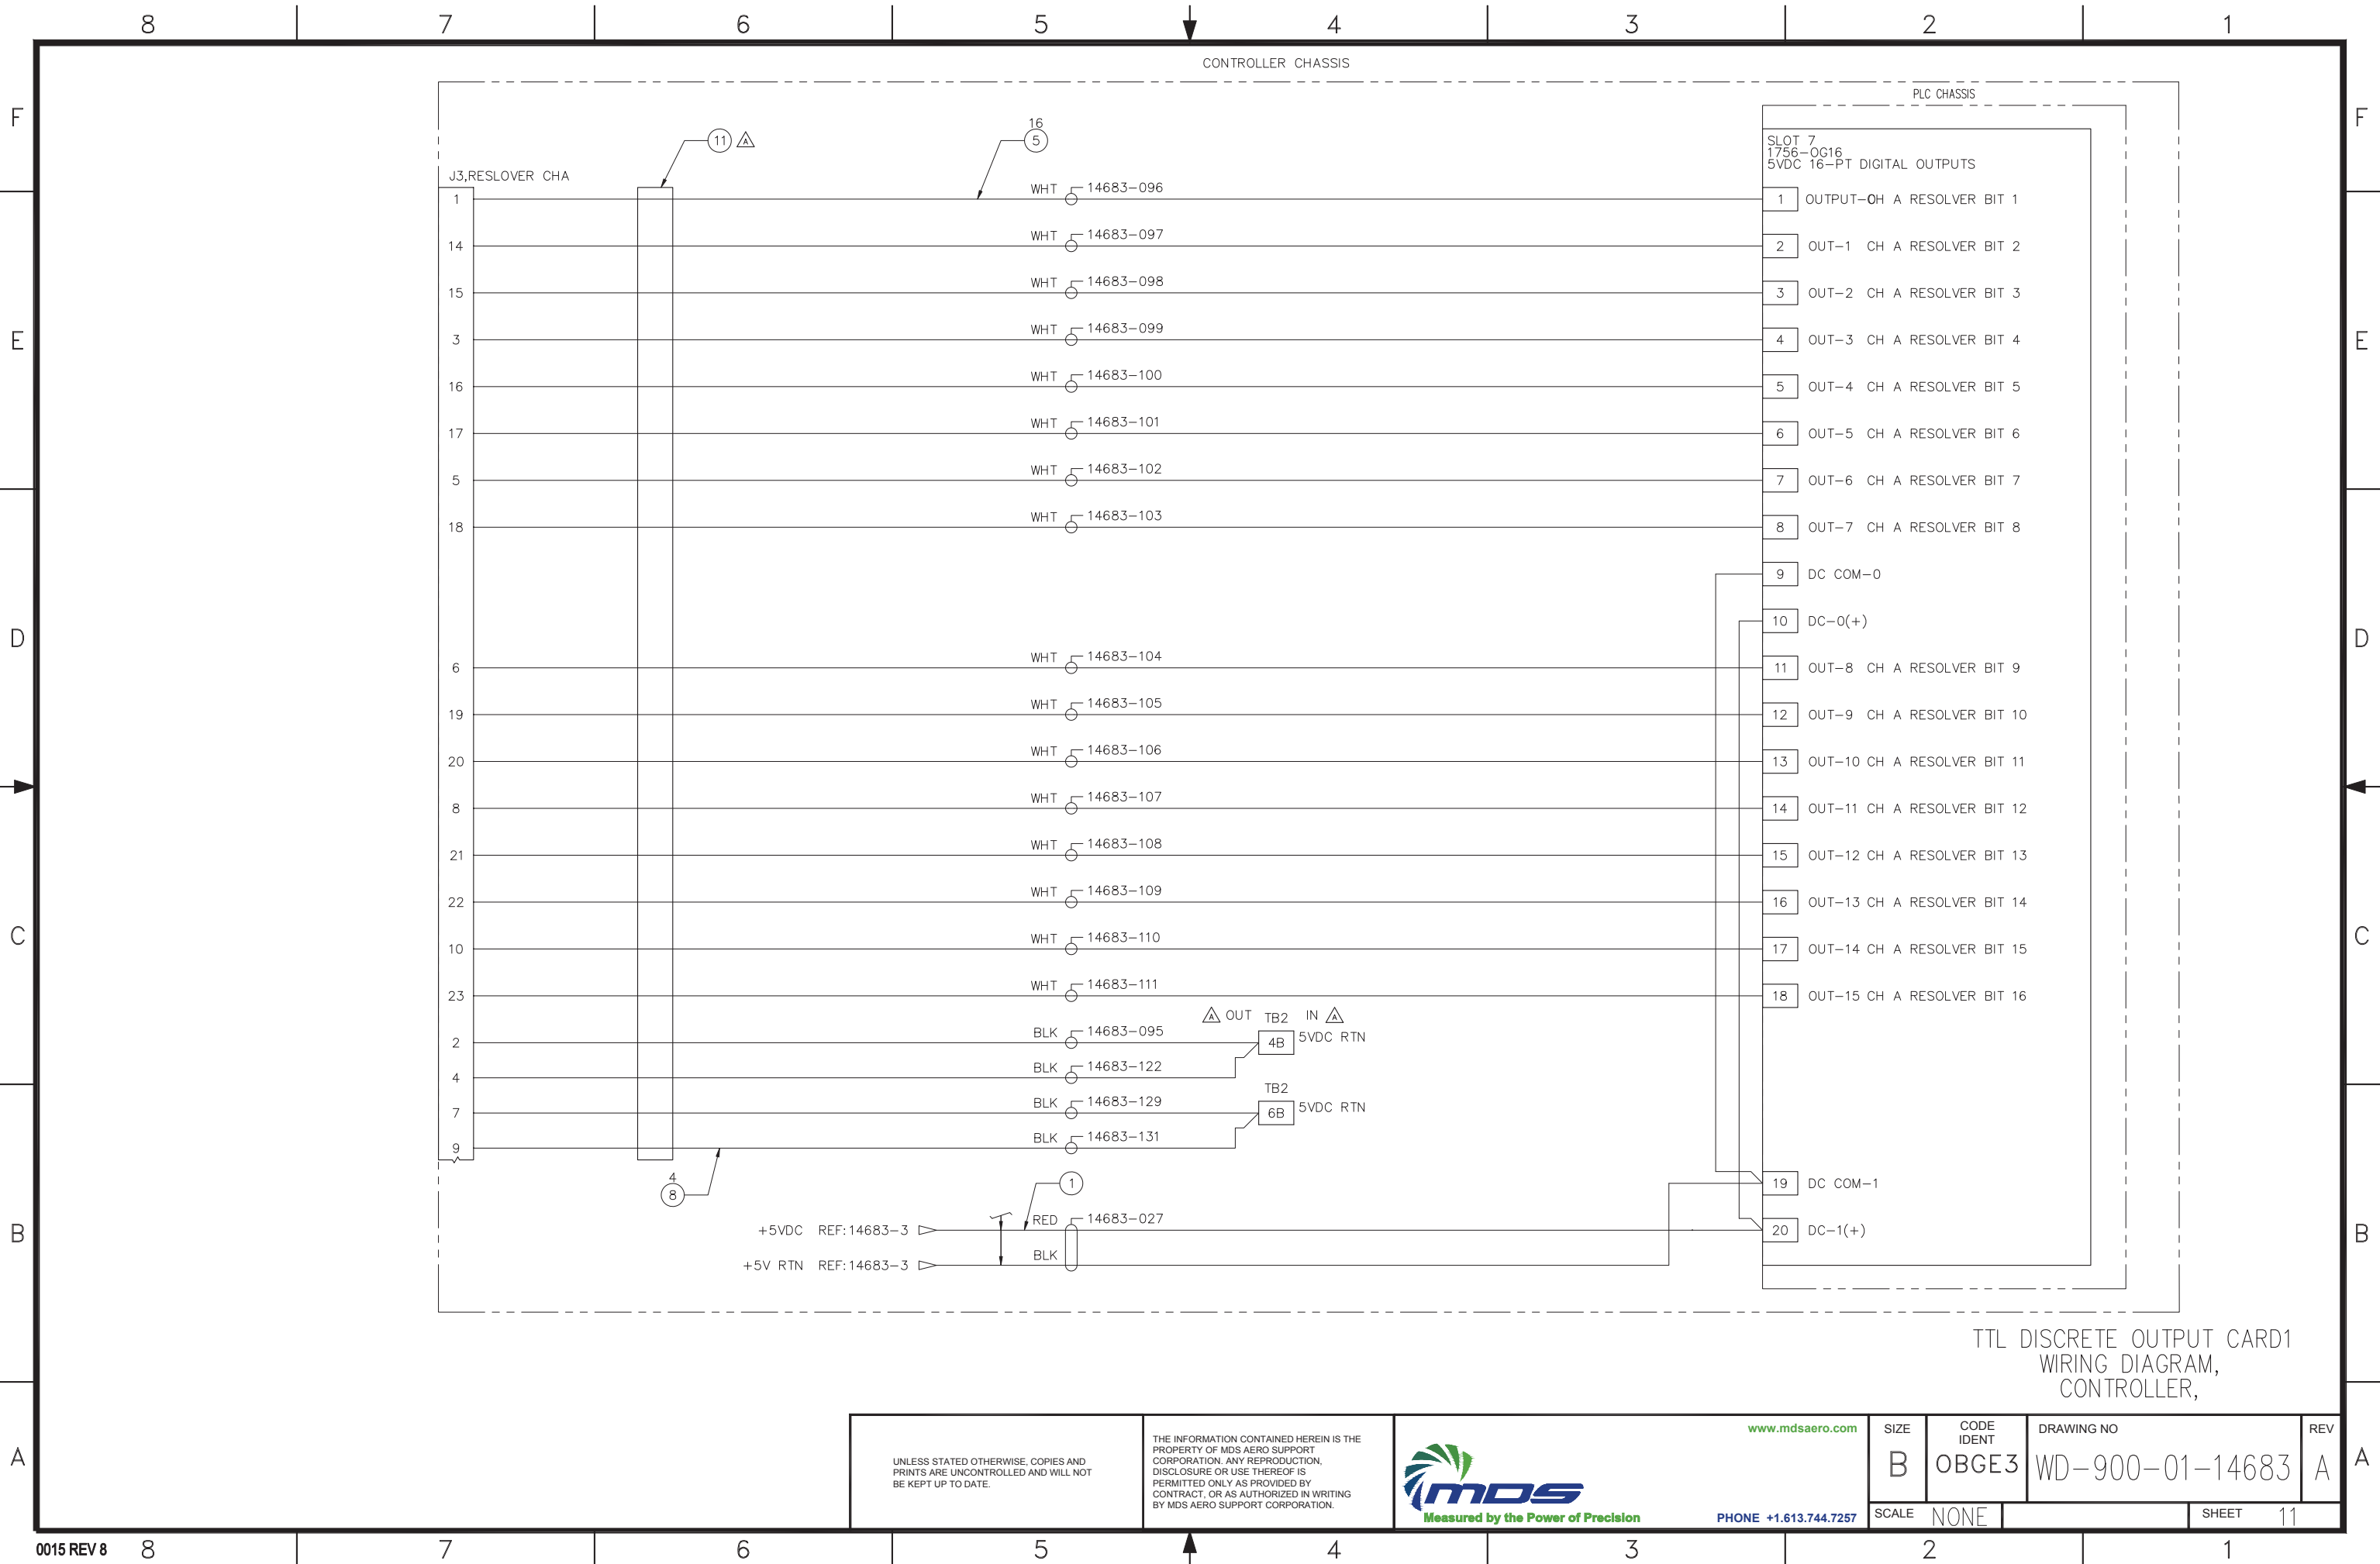 8 7 6 5 4 3 2 1
CONTROLLER CHASSIS
PLC CHASSIS
F F
16
11 A 5
SLOT 7
1756-OG16
5VDC 16-PT DIGITAL OUTPUTS
J3,RESLOVER CHA
1 WHT 14683-096 1 OUTPUT-0H A RESOLVER BIT 1
14 WHT 14683-097 2 OUT-1 CH A RESOLVER BIT 2
15 WHT 14683-098 3 OUT-2 CH A RESOLVER BIT 3
E E
3 WHT 14683-099 4 OUT-3 CH A RESOLVER BIT 4
16 WHT 14683-100 5 OUT-4 CH A RESOLVER BIT 5
17 WHT 14683-101 6 OUT-5 CH A RESOLVER BIT 6
5 WHT 14683-102 7 OUT-6 CH A RESOLVER BIT 7
18 WHT 14683-103 8 OUT-7 CH A RESOLVER BIT 8
9 DC COM-0
10 DC-0(+)
D D
6 WHT 14683-104 11 OUT-8 CH A RESOLVER BIT 9
19 WHT 14683-105 12 OUT-9 CH A RESOLVER BIT 10
20 WHT 14683-106 13 OUT-10 CH A RESOLVER BIT 11
8 WHT 14683-107 14 OUT-11 CH A RESOLVER BIT 12
21 WHT 14683-108 15 OUT-12 CH A RESOLVER BIT 13
22 WHT 14683-109 16 OUT-13 CH A RESOLVER BIT 14
C C
10 WHT 14683-110 17 OUT-14 CH A RESOLVER BIT 15
23 WHT 14683-111 18 OUT-15 CH A RESOLVER BIT 16
A OUT TB2 IN A
2 BLK 14683-095 4B 5VDC RTN
4 BLK 14683-122
TB2
7 BLK 14683-129 6B 5VDC RTN
9 BLK 14683-131
4
8 1 19 DC COM-1
B B
+5VDC REF:14683-3 RED 14683-027 20 DC-1(+)
+5V RTN REF:14683-3 BLK
TTL DISCRETE OUTPUT CARD1
WIRING DIAGRAM,
CONTROLLER,
A A
UNLESS STATED OTHERWISE, COPIES AND
PRINTS ARE UNCONTROLLED AND WILL NOT
BE KEPT UP TO DATE.
THE INFORMATION CONTAINED HEREIN IS THE
PROPERTY OF MDS AERO SUPPORT
CORPORATION. ANY REPRODUCTION,
DISCLOSURE OR USE THEREOF IS
PERMITTED ONLY AS PROVIDED BY
CONTRACT, OR AS AUTHORIZED IN WRITING
BY MDS AERO SUPPORT CORPORATION.
www.mdsaero.com
mds
Measured by the Power of Precision
PHONE +1.613.744.7257
SIZE
B
CODE
IDENT
OBGE3
DRAWING NO
WD-900-01-14683
REV
A
SCALE NONE
SHEET 11
0015 REV 8
8 7 6 5 4 3 2 1